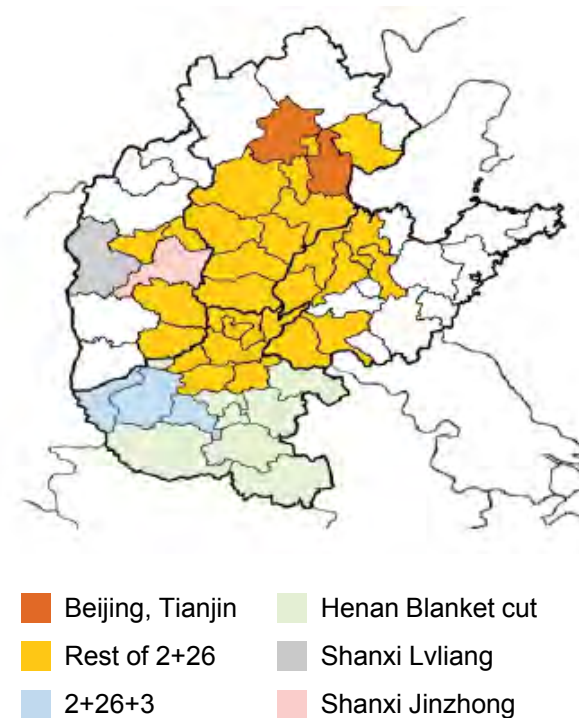 Beijing, Tianjin
Henan Blanket cut
Rest of 2+26
Shanxi Lvliang
2+26+3
Shanxi Jinzhong